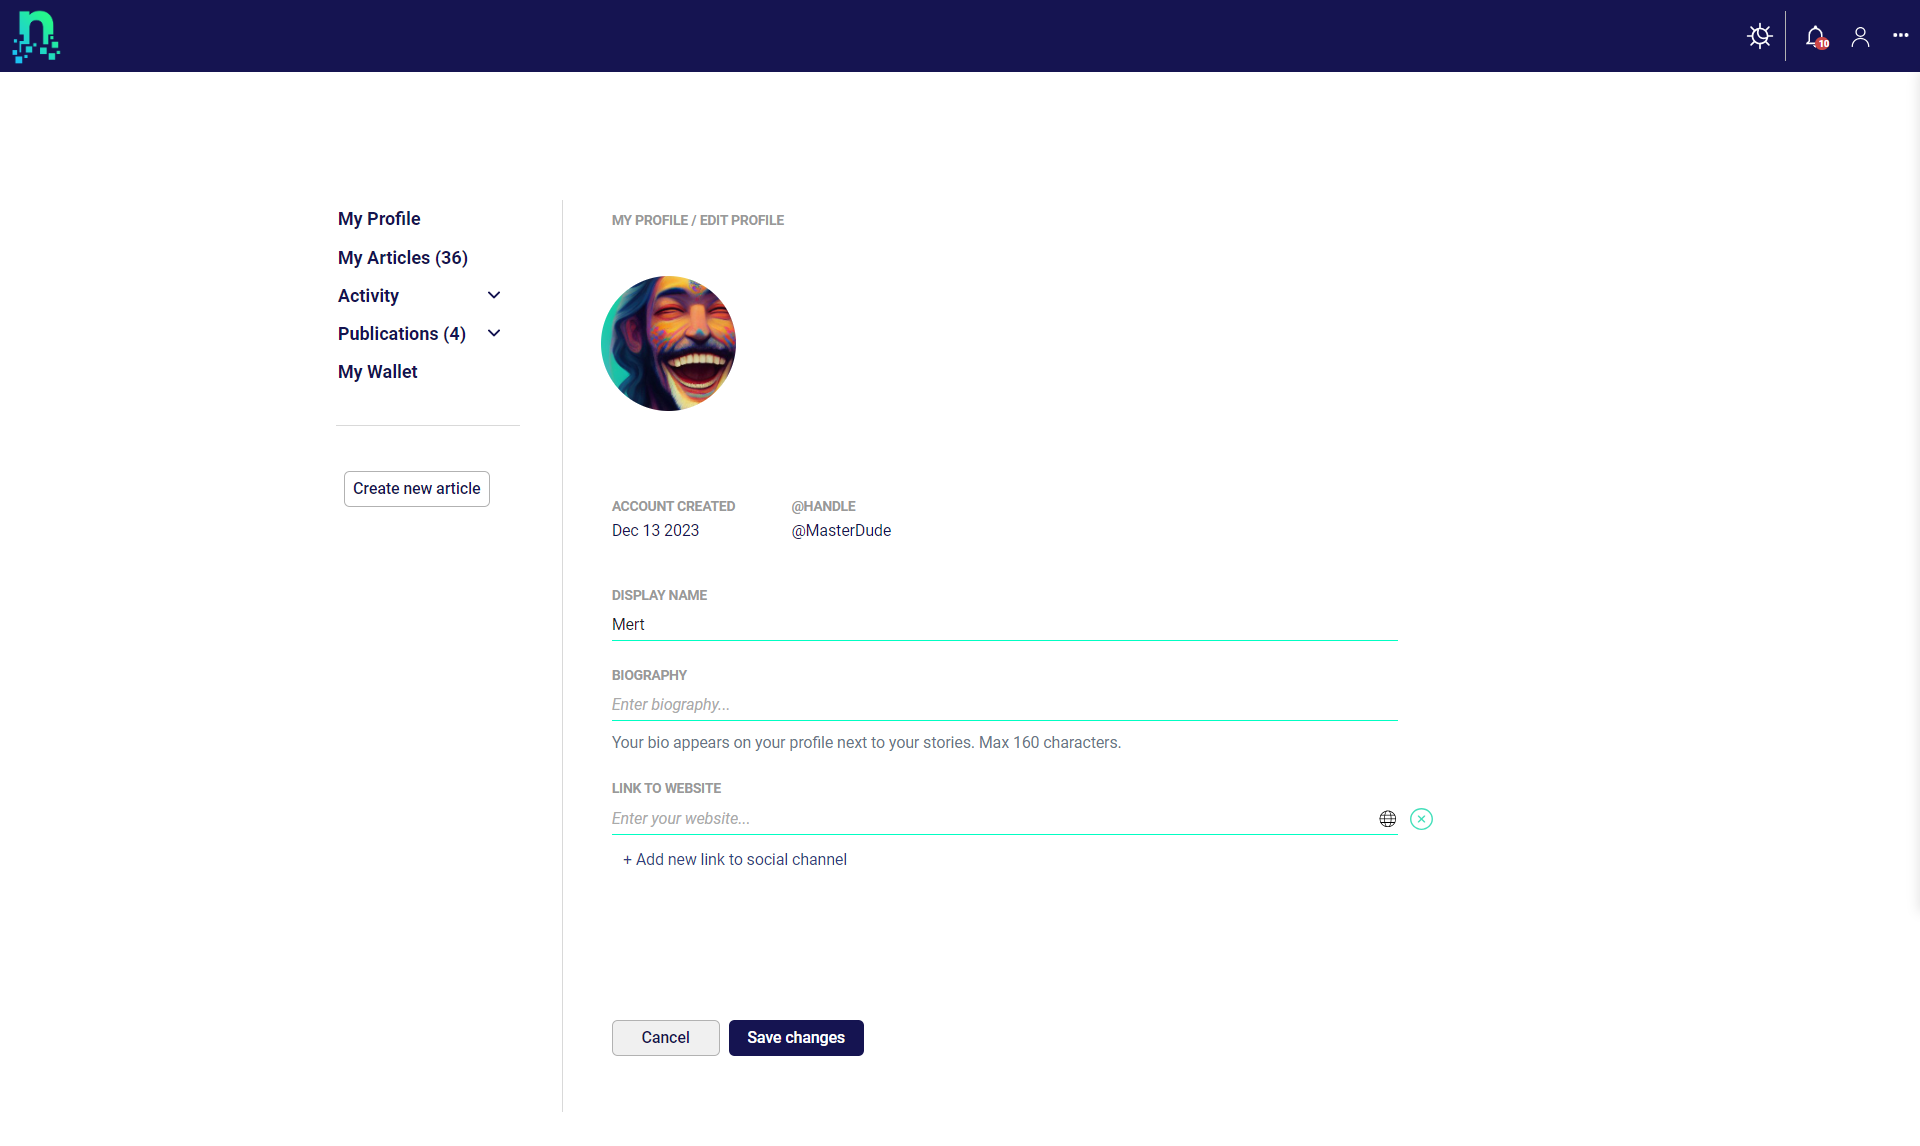 n
10
My Profile
My Articles (36)
Activity
Publications (4)
My Wallet
Create new article
MY PROFILE / EDIT PROFILE
ACCOUNT CREATED
Dec 13 2023
@HANDLE
@MasterDude
DISPLAY NAME
Mert
BIOGRAPHY
Enter biography...
Your bio appears on your profile next to your stories. Max 160 characters.
LINK TO WEBSITE
Enter your website...
+ Add new link to social channel
Cancel
Save changes